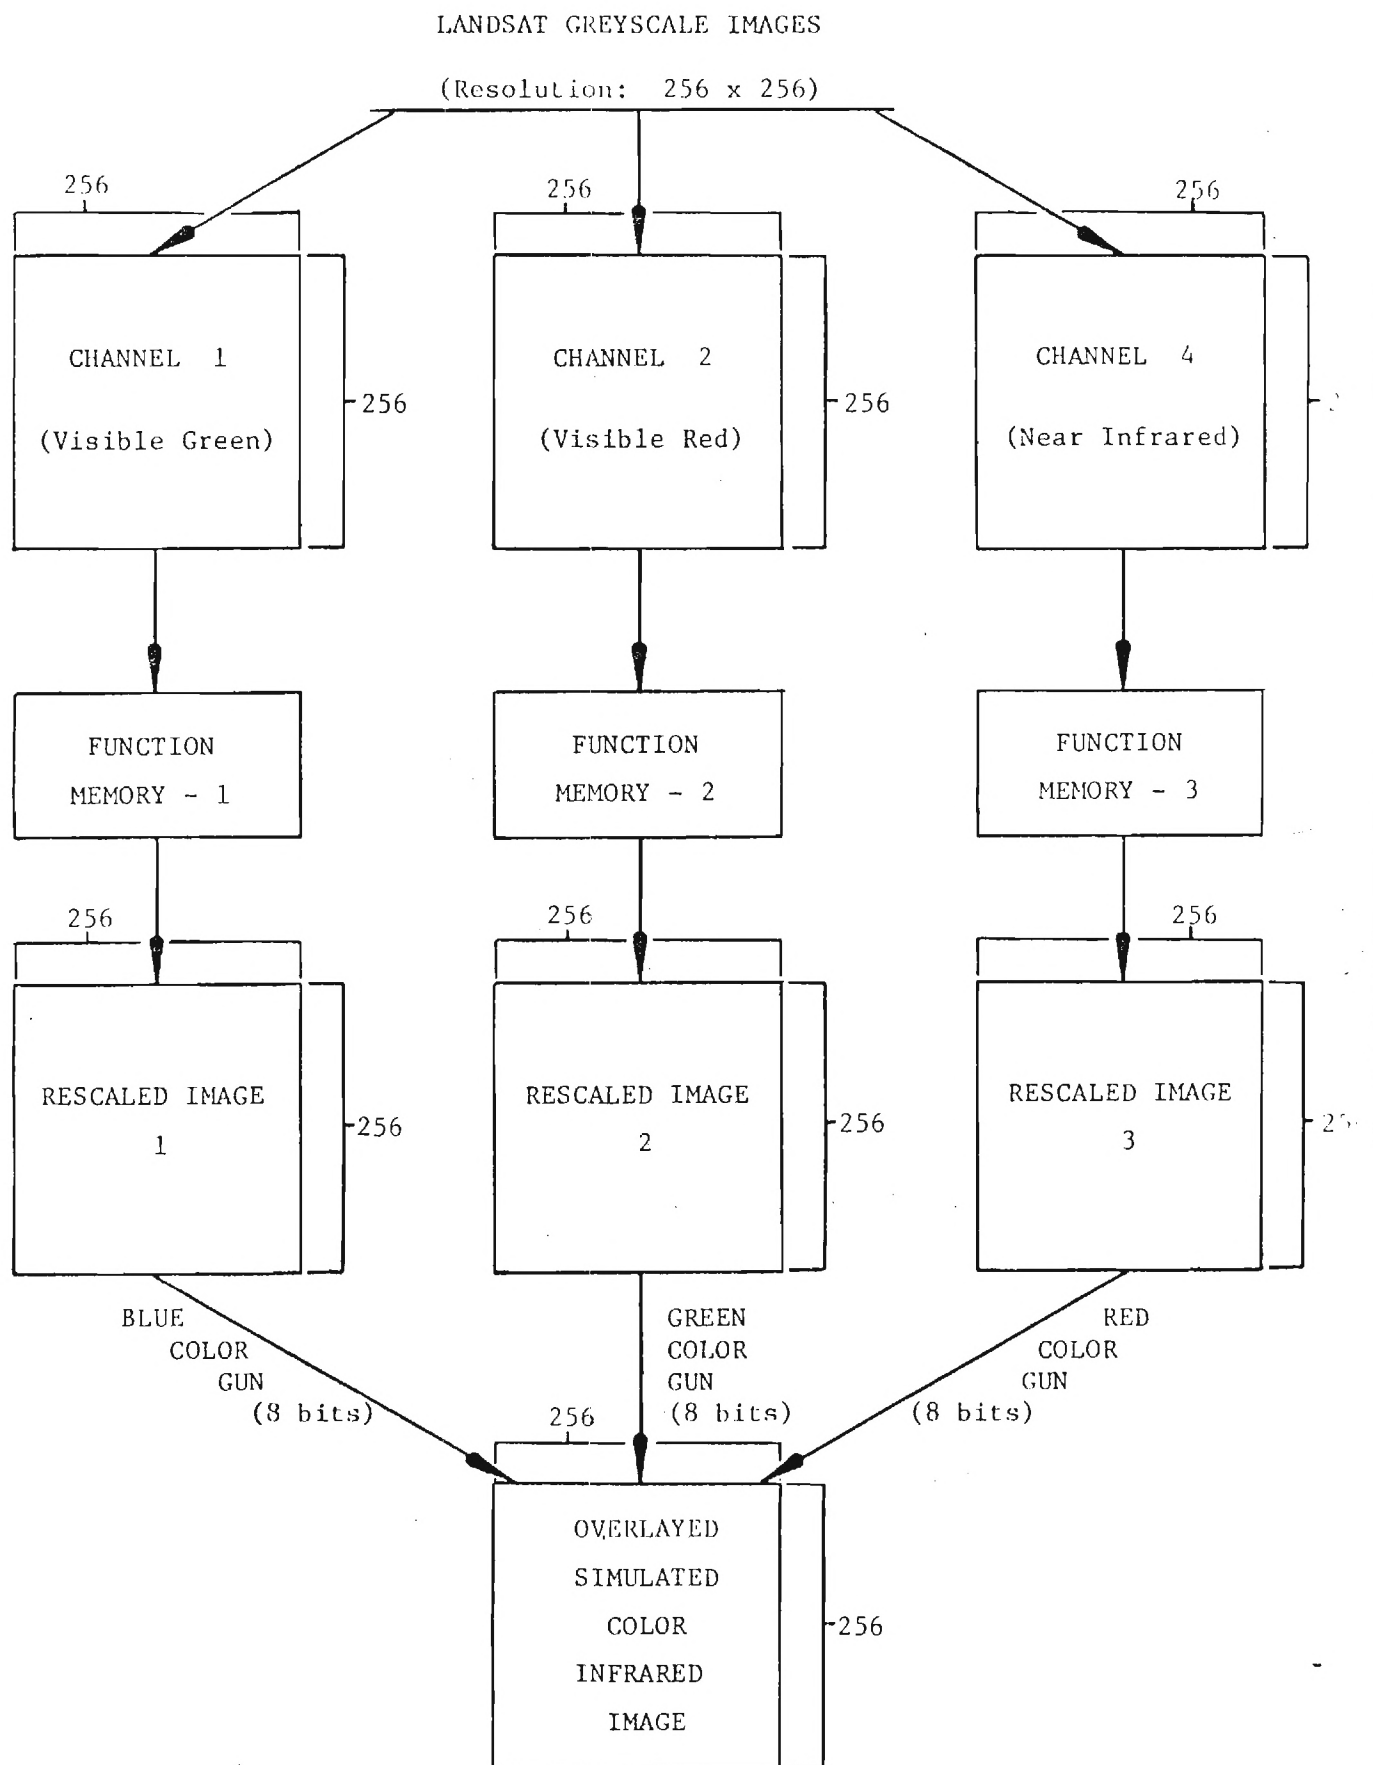 LANDSAT GREYSCALE IMAGES
(Resolution: 256 x 256)
256
256
256
CHANNEL 1
(Visible Green)
256
CHANNEL 2
(Visible Red)
256
CHANNEL 4
(Near Infrared)
FUNCTION
MEMORY - 1
FUNCTION
MEMORY - 2
FUNCTION
MEMORY - 3
256
256
256
RESCALED IMAGE
1
256
RESCALED IMAGE
2
256
RESCALED IMAGE
3
BLUE
COLOR
GUN
(8 bits)
GREEN
COLOR
GUN
(8 bits)
RED
COLOR
GUN
(8 bits)
256
OVERLAYED
SIMULATED
COLOR
INFRARED
IMAGE
256